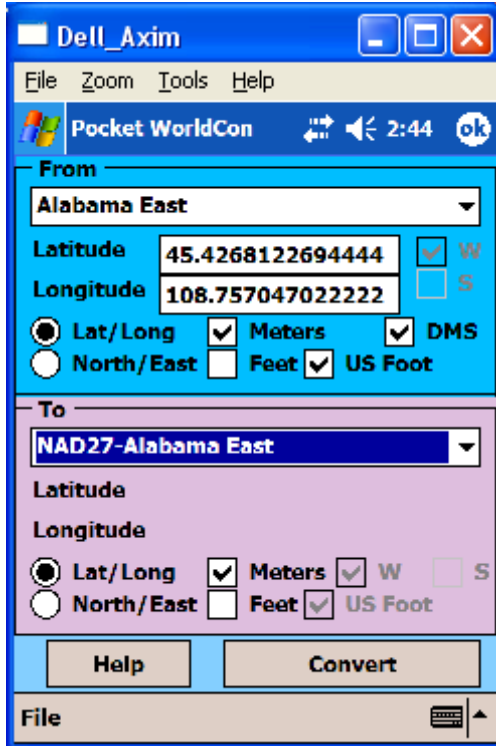 Dell_Axim
File Zoom Tools Help
Pocket WorldCon 2:44 ok
From
Alabama East
Latitude 45.4268122694444 W
Longitude 108.757047022222 S
Lat/Long Meters DMS
North/East Feet US Foot
To
NAD27-Alabama East
Latitude
Longitude
Lat/Long Meters W S
North/East Feet US Foot
Help Convert
File